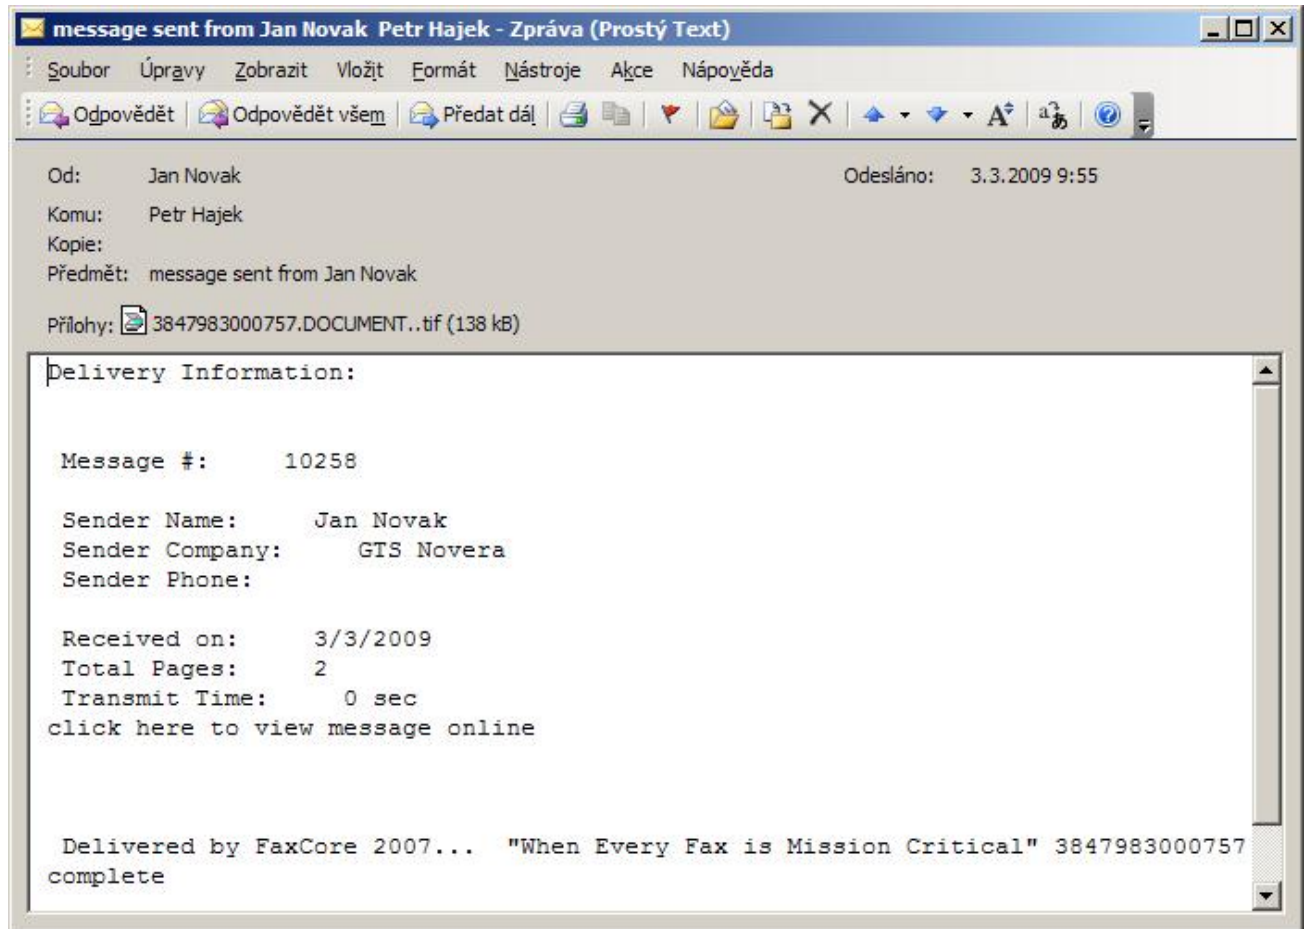 message sent from Jan Novak  Petr Hajek - Zpráva (Prostý Text)
Soubor Úpravy Zobrazit Vložit Formát Nástroje Akce Nápověda
Odpovědět Odpovědět všem Předat dál
Od: Jan Novak Odesláno: 3.3.2009 9:55
Komu: Petr Hajek
Kopie:
Předmět: message sent from Jan Novak
Přílohy: 3847983000757.DOCUMENT..tif (138 kB)
Delivery Information:
Message #: 10258
Sender Name: Jan Novak
Sender Company: GTS Novera
Sender Phone:
Received on: 3/3/2009
Total Pages: 2
Transmit Time: 0 sec
click here to view message online
Delivered by FaxCore 2007... "When Every Fax is Mission Critical" 3847983000757
complete